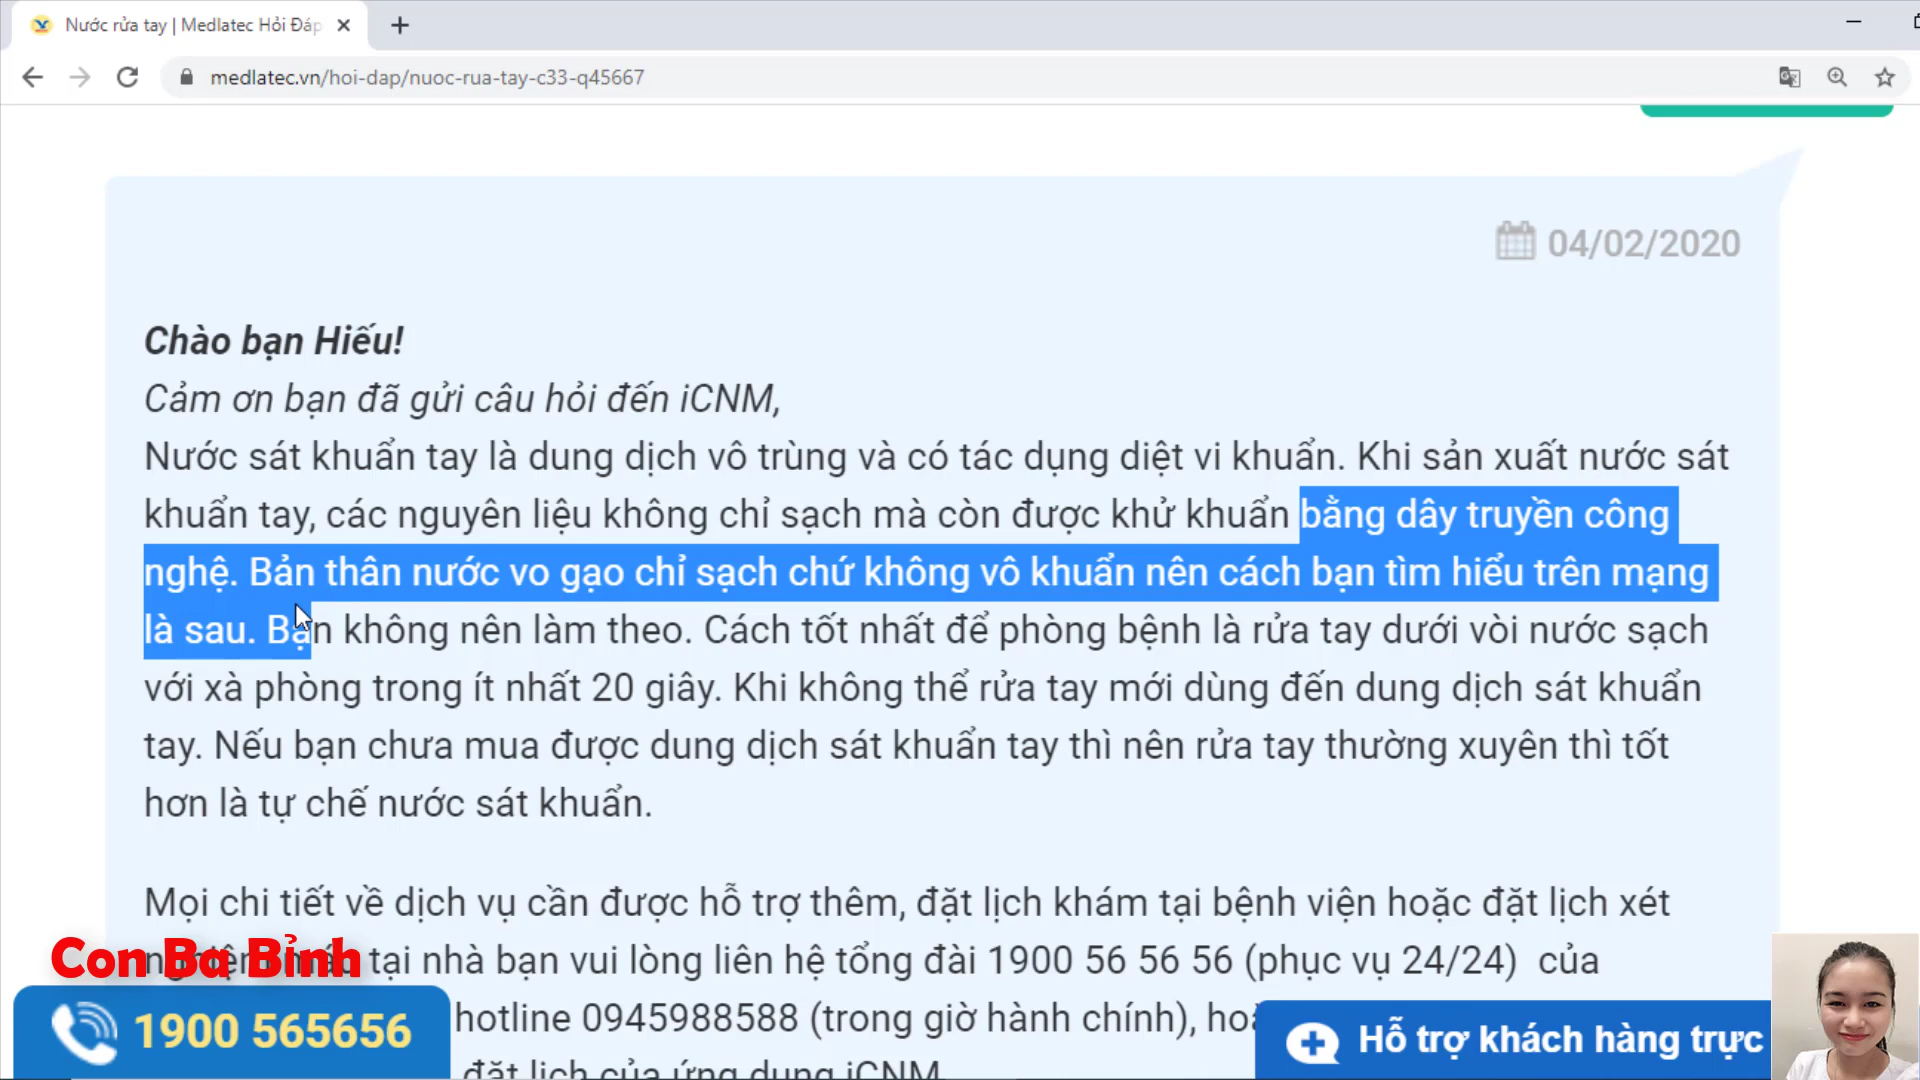 Nước rửa tay | Medlatec Hỏi Đáp
medlatec.vn/hoi-dap/nuoc-rua-tay-c33-q45667
04/02/2020
Chào bạn Hiếu!
Cảm ơn bạn đã gửi câu hỏi đến iCNM,
Nước sát khuẩn tay là dung dịch vô trùng và có tác dụng diệt vi khuẩn. Khi sản xuất nước sát
khuẩn tay, các nguyên liệu không chỉ sạch mà còn được khử khuẩn bằng dây truyền công
nghệ. Bản thân nước vo gạo chỉ sạch chứ không vô khuẩn nên cách bạn tìm hiểu trên mạng
là sau. Bạn không nên làm theo. Cách tốt nhất để phòng bệnh là rửa tay dưới vòi nước sạch
với xà phòng trong ít nhất 20 giây. Khi không thể rửa tay mới dùng đến dung dịch sát khuẩn
tay. Nếu bạn chưa mua được dung dịch sát khuẩn tay thì nên rửa tay thường xuyên thì tốt
hơn là tự chế nước sát khuẩn.
Mọi chi tiết về dịch vụ cần được hỗ trợ thêm, đặt lịch khám tại bệnh viện hoặc đặt lịch xét
tại nhà bạn vui lòng liên hệ tổng đài 1900 56 56 56 (phục vụ 24/24) của
Con Ba Bỉnh
hotline 0945988588 (trong giờ hành chính),
1900 565656
Hỗ trợ khách hàng trực
đặt lịch của ứng dụng iCNM